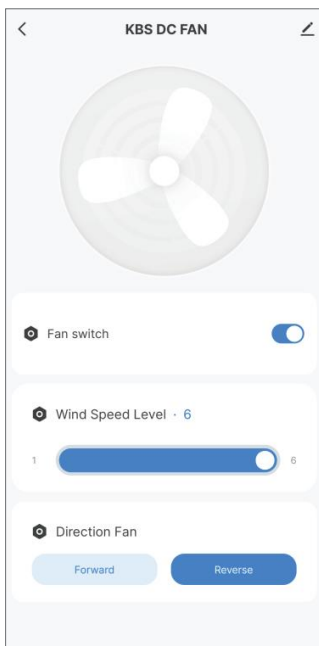 KBS DC FAN
Fan switch
Wind Speed Level · 6
1 6
Direction Fan
Forward Reverse